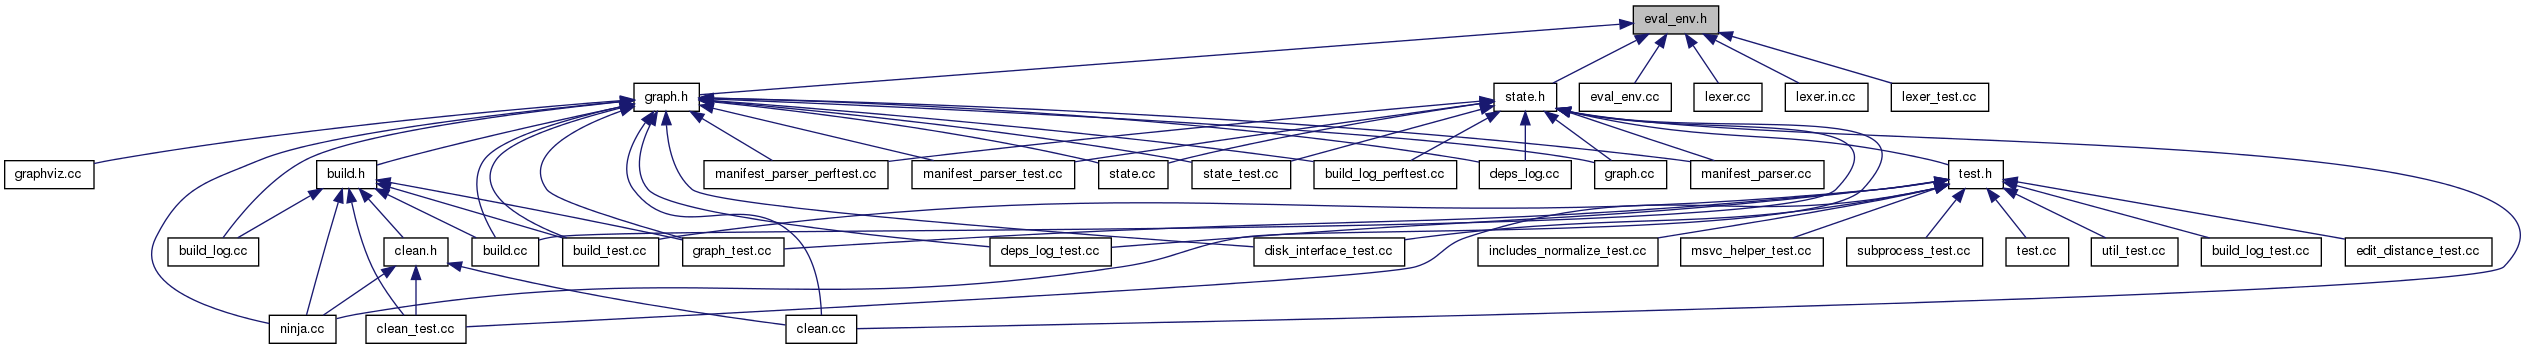 eval_env.h
graph.h
state.h
eval_env.cc
lexer.cc
lexer.in.cc
lexer_test.cc
graphviz.cc
build.h
manifest_parser_perftest.cc
manifest_parser_test.cc
state.cc
state_test.cc
build_log_perftest.cc
deps_log.cc
graph.cc
manifest_parser.cc
test.h
build_log.cc
clean.h
build.cc
build_test.cc
graph_test.cc
deps_log_test.cc
disk_interface_test.cc
includes_normalize_test.cc
msvc_helper_test.cc
subprocess_test.cc
test.cc
util_test.cc
build_log_test.cc
edit_distance_test.cc
ninja.cc
clean_test.cc
clean.cc